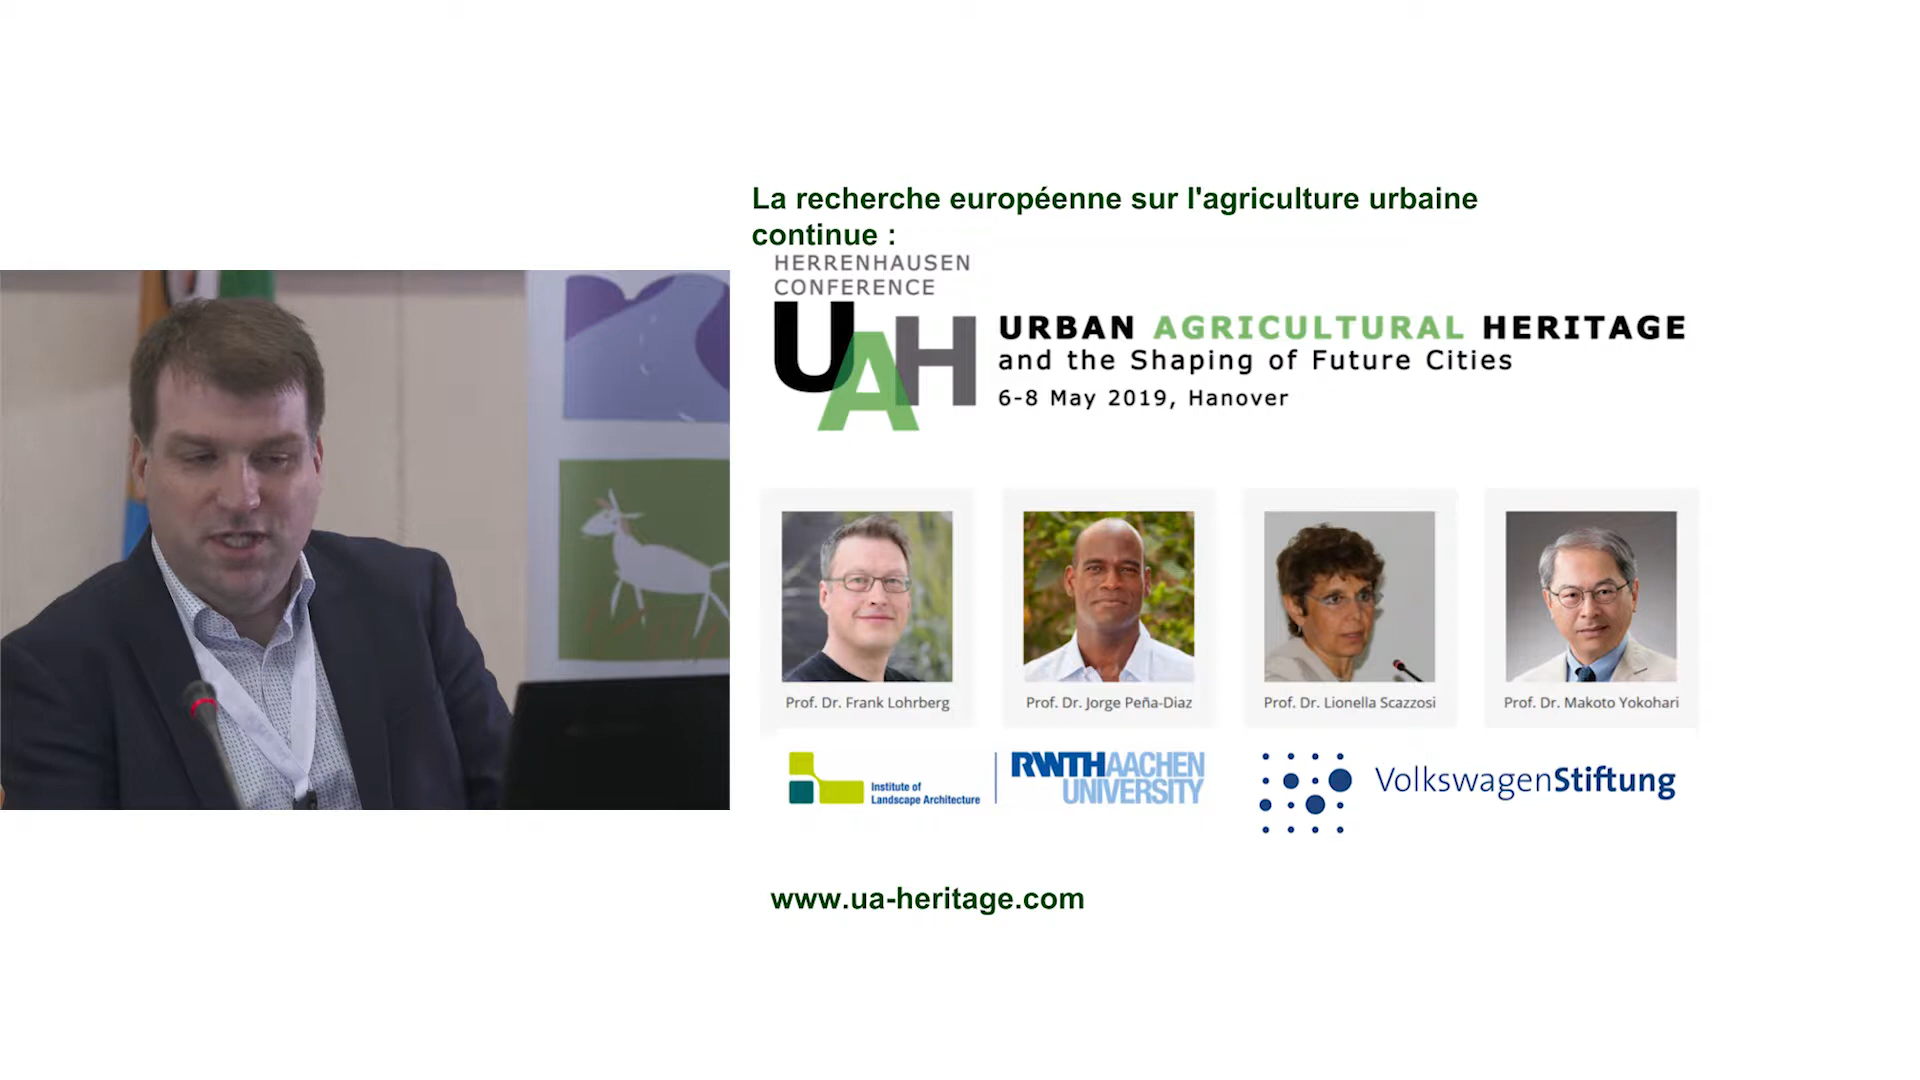 La recherche européenne sur l'agriculture urbaine
continue :
HERRENHAUSEN
CONFERENCE
UAH
URBAN AGRICULTURAL HERITAGE
and the Shaping of Future Cities
6-8 May 2019, Hanover
Prof. Dr. Frank Lohrberg
Prof. Dr. Jorge Peña-Diaz
Prof. Dr. Lionella Scazzosi
Prof. Dr. Makoto Yokohari
Institute of
Landscape Architecture
RWTH AACHEN
UNIVERSITY
VolkswagenStiftung
www.ua-heritage.com